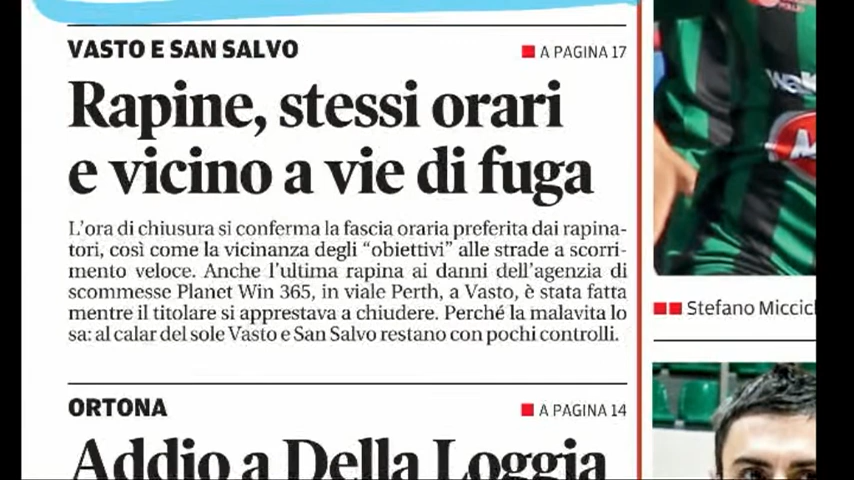 VASTO E SAN SALVO
A PAGINA 17
Rapine, stessi orari
e vicino a vie di fuga
L'ora di chiusura si conferma la fascia oraria preferita dai rapina-
tori, così come la vicinanza degli "obiettivi" alle strade a scorri-
mento veloce. Anche l'ultima rapina ai danni dell'agenzia di
scommesse Planet Win 365, in viale Perth, a Vasto, è stata fatta
mentre il titolare si apprestava a chiudere. Perché la malavita lo
sa: al calar del sole Vasto e San Salvo restano con pochi controlli.
Stefano
ORTONA
A PAGINA 14
Addio a Della Loggia